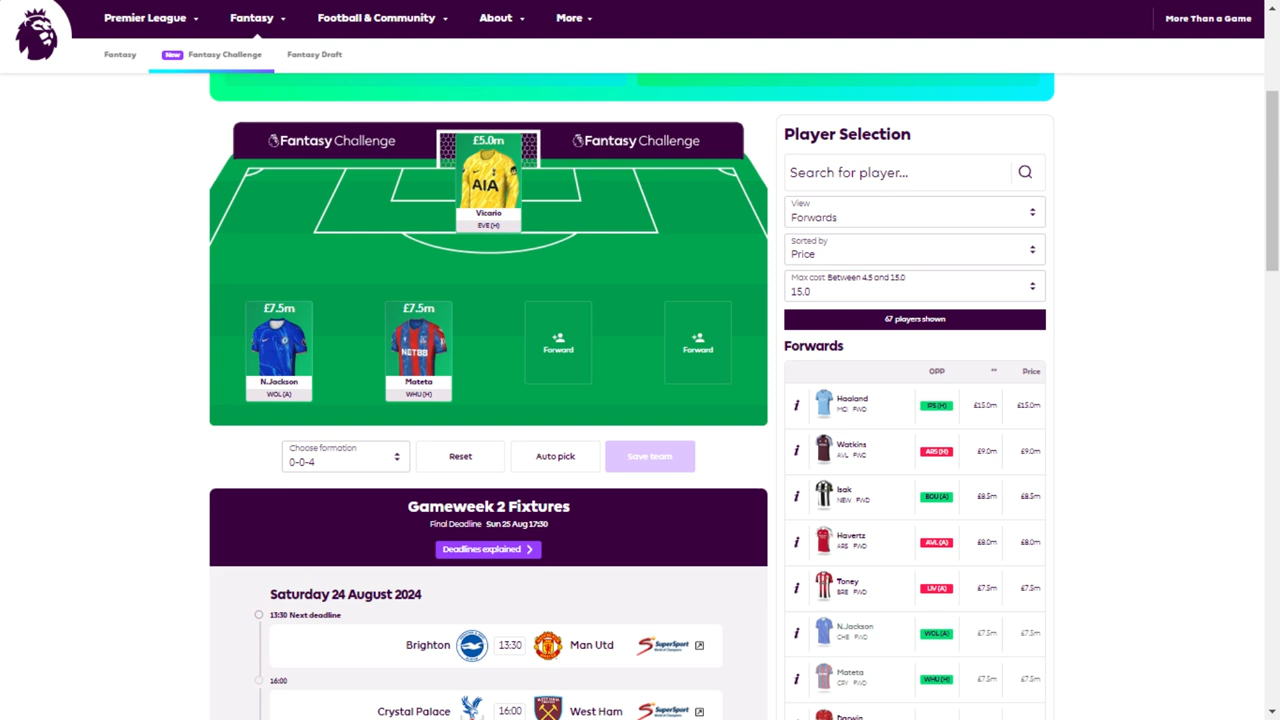 Premier League
Fantasy
Football & Community
About
More
More Than a Game
Fantasy
New
Fantasy Challenge
Fantasy Draft
Fantasy Challenge
Fantasy Challenge
£5.0m
AIA
Vicario
EVE (H)
£7.5m
N.Jackson
WOL (A)
£7.5m
NET88
Mateta
WHU (H)
Forward
Forward
Choose formation
0-0-4
Reset
Auto pick
Save team
Gameweek 2 Fixtures
Final Deadline Sun 25 Aug 17:30
Deadlines explained
Saturday 24 August 2024
13:30 Next deadline
Brighton 13:30 Man Utd SuperSport
16:00
Crystal Palace 16:00 West Ham SuperSport
Player Selection
Search for player...
View
Forwards
Sorted by
Price
Max cost Between 4.5 and 15.0
15.0
67 players shown
Forwards
OPP ** Price
i Haaland IPS (H) £15.0m £15.0m
MCI FWD
i Watkins ARS (H) £9.0m £9.0m
AVL FWD
i Isak BOU (A) £8.5m £8.5m
NEW FWD
i Havertz AVL (A) £8.0m £8.0m
ARS FWD
i Toney LIV (A) £7.5m £7.5m
BRE FWD
i N.Jackson WOL (A) £7.5m £7.5m
CHE FWD
i Mateta WHU (H) £7.5m £7.5m
CRY FWD
Darwin